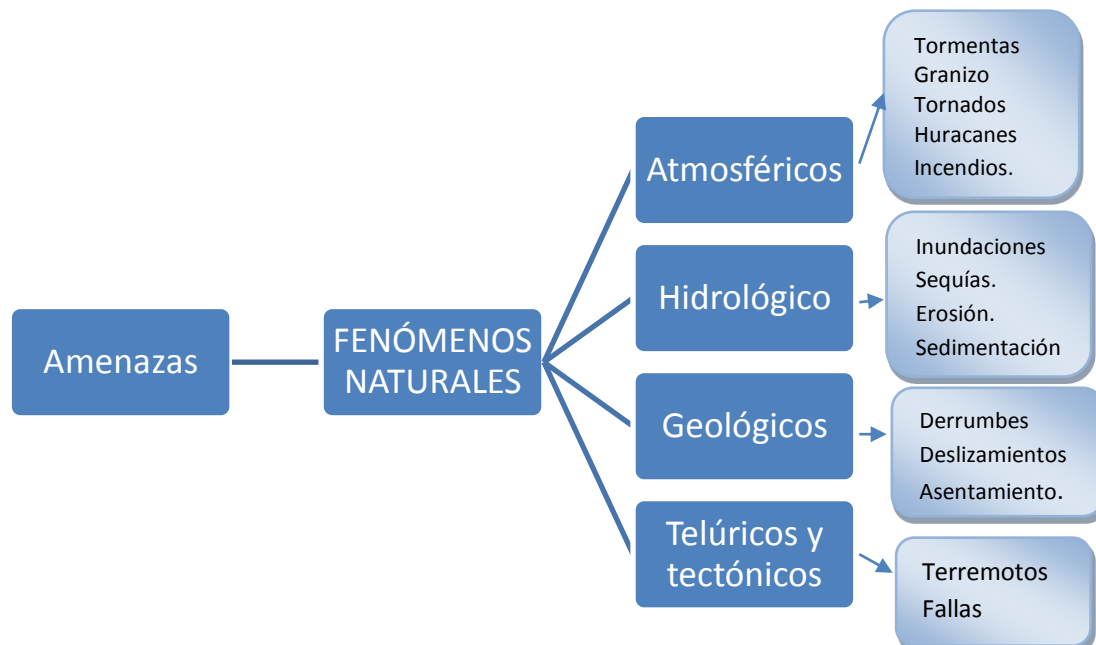 Amenazas
FENÓMENOS
NATURALES
Atmosféricos
Tormentas
Granizo
Tornados
Huracanes
Incendios.
Hidrológico
Inundaciones
Sequías.
Erosión.
Sedimentación
Geológicos
Derrumbes
Deslizamientos
Asentamiento.
Telúricos y
tectónicos
Terremotos
Fallas